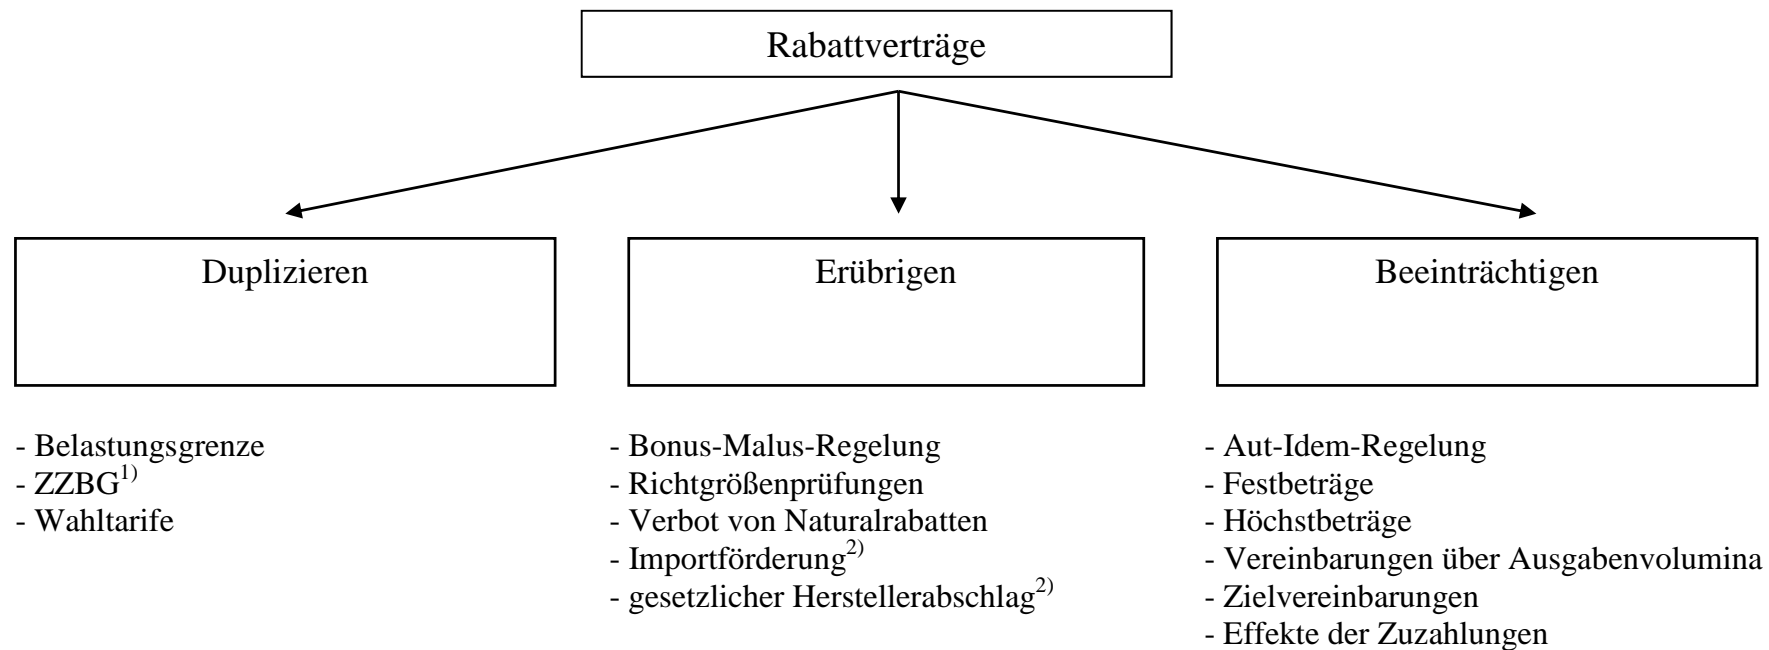 Rabattverträge
Duplizieren
- Belastungsgrenze
- ZZBG1)
- Wahltarife
Erübrigen
- Bonus-Malus-Regelung
- Richtgrößenprüfungen
- Verbot von Naturalrabatten
- Importförderung2)
- gesetzlicher Herstellerabschlag2)
Beeinträchtigen
- Aut-Idem-Regelung
- Festbeträge
- Höchstbeträge
- Vereinbarungen über Ausgabenvolumina
- Zielvereinbarungen
- Effekte der Zuzahlungen